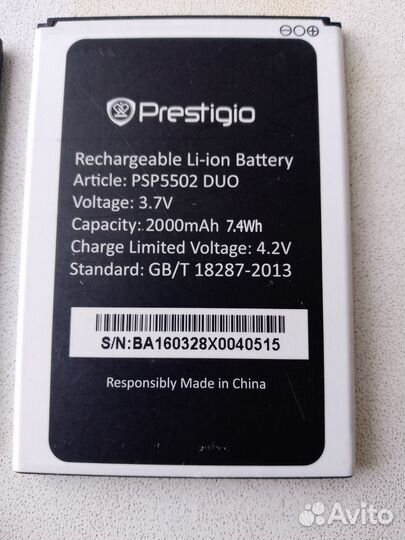 Prestigio
Rechargeable Li-ion Battery
Article: PSP5502 DUO
Voltage: 3.7V
Capacity: 2000mAh 7.4Wh
Charge Limited Voltage: 4.2V
Standard: GB/T 18287-2013
S/N:BA160328X0040515
Responsibly Made in China
Avito